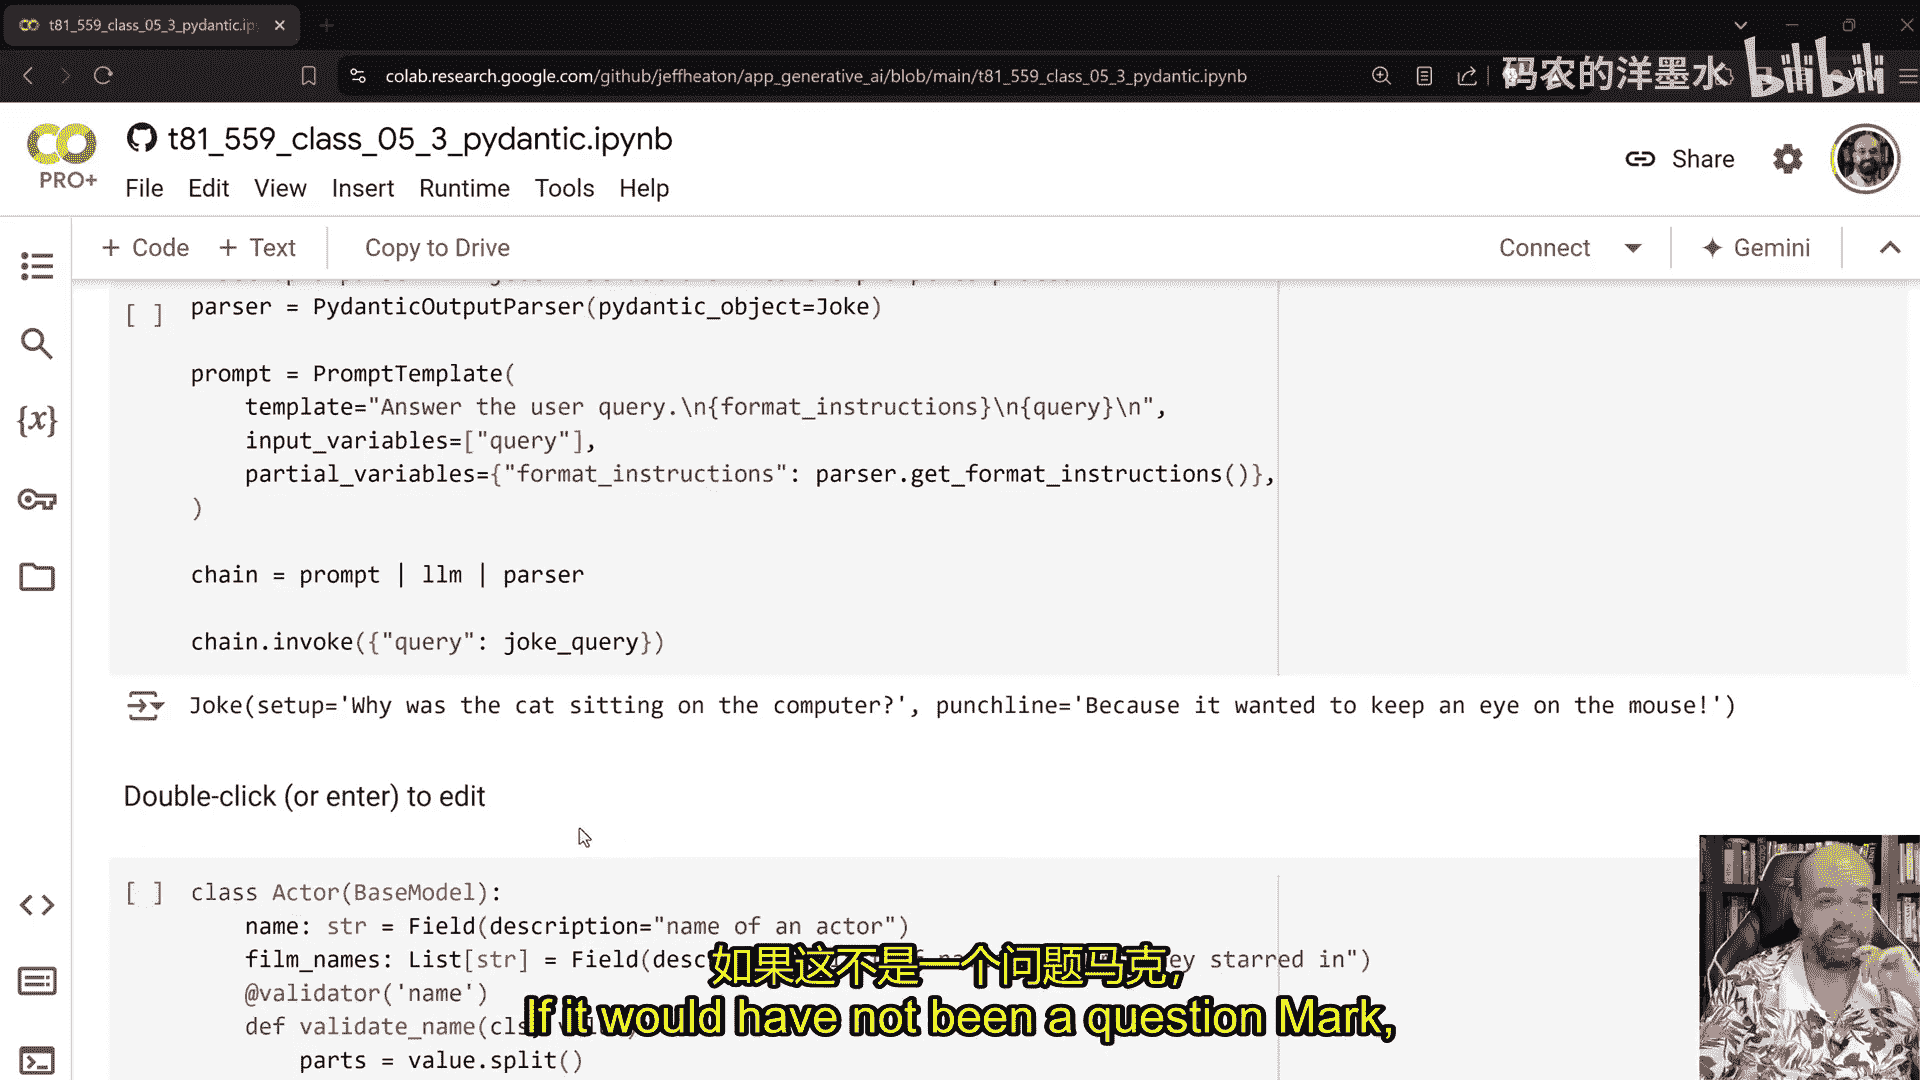 t81_559_class_05_3_pydantic.ip
colab.research.google.com/github/jeffheaton/app_generative_ai/blob/main/t81_559_class_05_3_pydantic.ipynb
码农的洋墨水
bilibili
PRO+
t81_559_class_05_3_pydantic.ipynb
Share
File Edit View Insert Runtime Tools Help
+ Code + Text Copy to Drive Connect Gemini
[ ] parser = PydanticOutputParser(pydantic_object=Joke)
prompt = PromptTemplate(
template="Answer the user query.\n{format_instructions}\n{query}\n",
input_variables=["query"],
partial_variables={"format_instructions": parser.get_format_instructions()},
)
chain = prompt | llm | parser
chain.invoke({"query": joke_query})
Joke(setup='Why was the cat sitting on the computer?', punchline='Because it wanted to keep an eye on the mouse!')
Double-click (or enter) to edit
[ ] class Actor(BaseModel):
name: str = Field(description="name of an actor")
film_names: List[str] = Field(desc ey starred in")
@validator('name')
def validate_name(cls
parts = value.split()
如果这不是一个问题马克,
If it would have not been a question Mark,